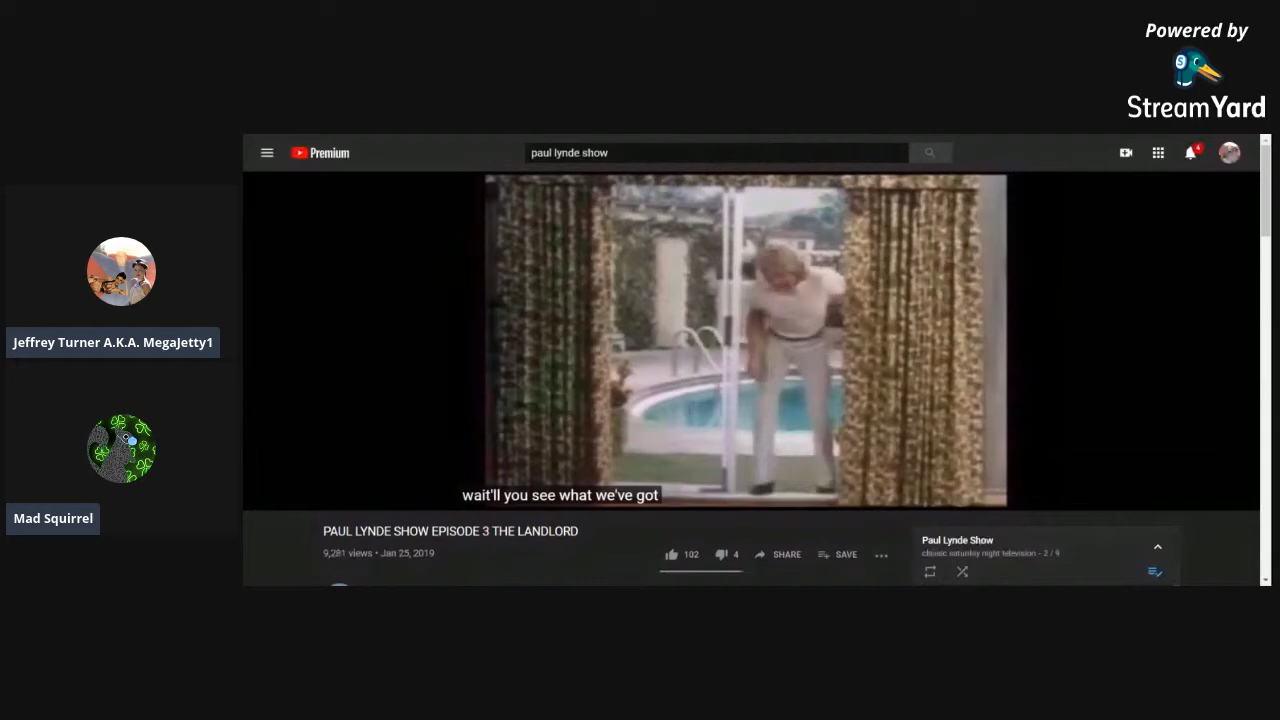 Powered by
StreamYard
Premium
paul lynde show
4
Jeffrey Turner A.K.A. MegaJetty1
Mad Squirrel
wait'll you see what we've got
PAUL LYNDE SHOW EPISODE 3 THE LANDLORD
9,281 views • Jan 25, 2019
102
4
SHARE
SAVE
Paul Lynde Show
classic saturday night television - 2 / 9